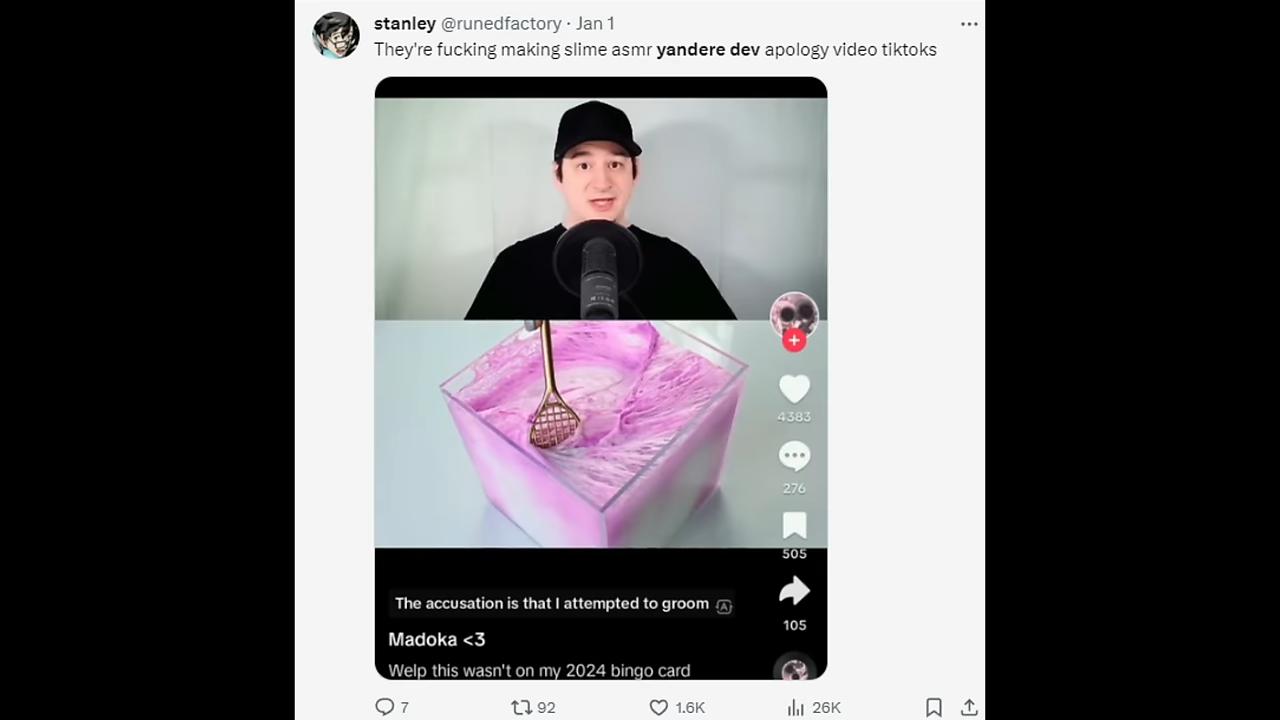 stanley @runedfactory · Jan 1
They're fucking making slime asmr yandere dev apology video tiktoks
4383
276
505
105
The accusation is that I attempted to groom
Madoka <3
Welp this wasn't on my 2024 bingo card
7 92 1.6K 26K